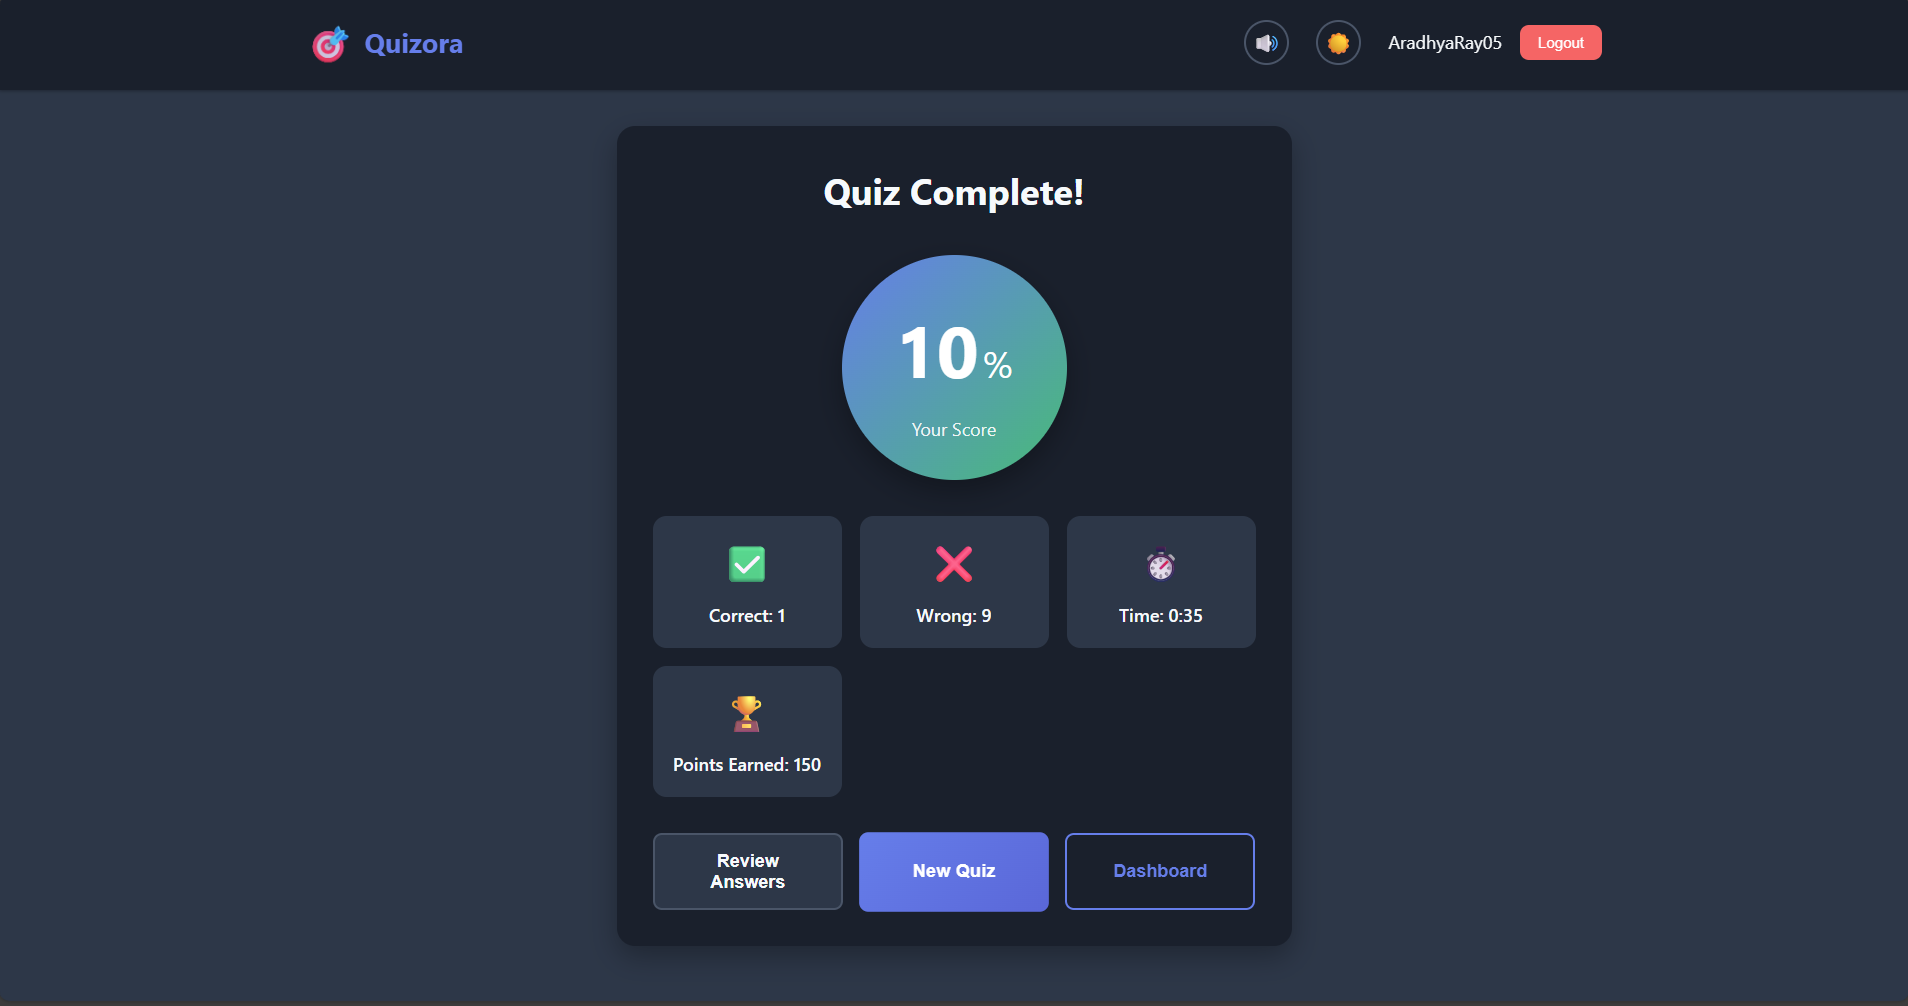 Quizora
AradhyaRay05
Logout
Quiz Complete!
10%
Your Score
Correct: 1
Wrong: 9
Time: 0:35
Points Earned: 150
Review
Answers
New Quiz
Dashboard